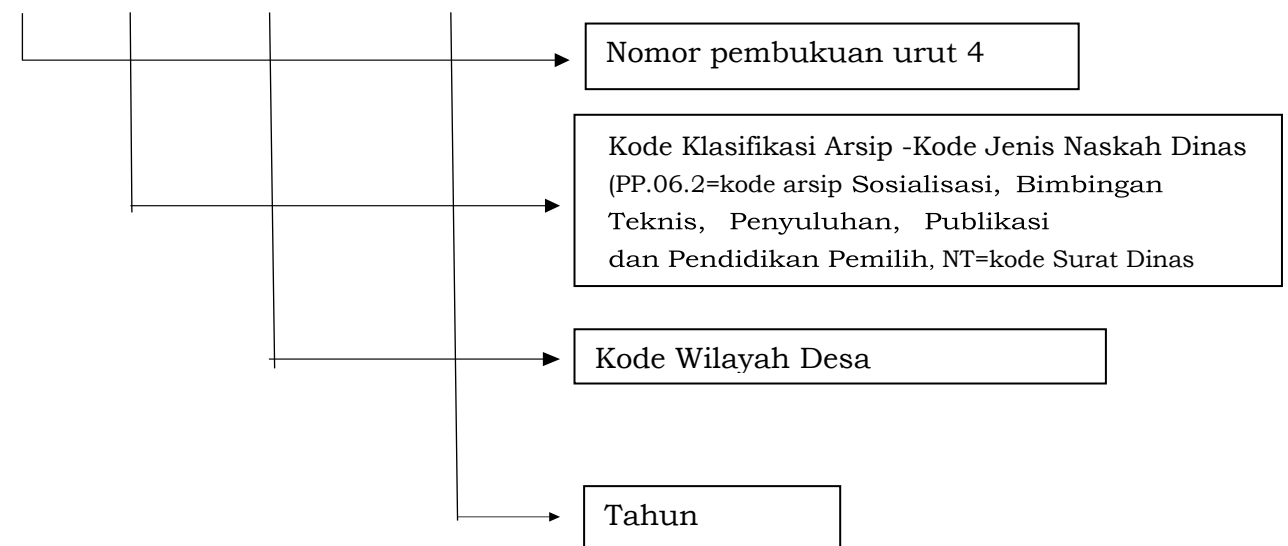 Nomor pembukuan urut 4
Kode Klasifikasi Arsip -Kode Jenis Naskah Dinas
(PP.06.2=kode arsip Sosialisasi, Bimbingan
Teknis, Penyuluhan, Publikasi
dan Pendidikan Pemilih, NT=kode Surat Dinas
Kode Wilayah Desa
Tahun